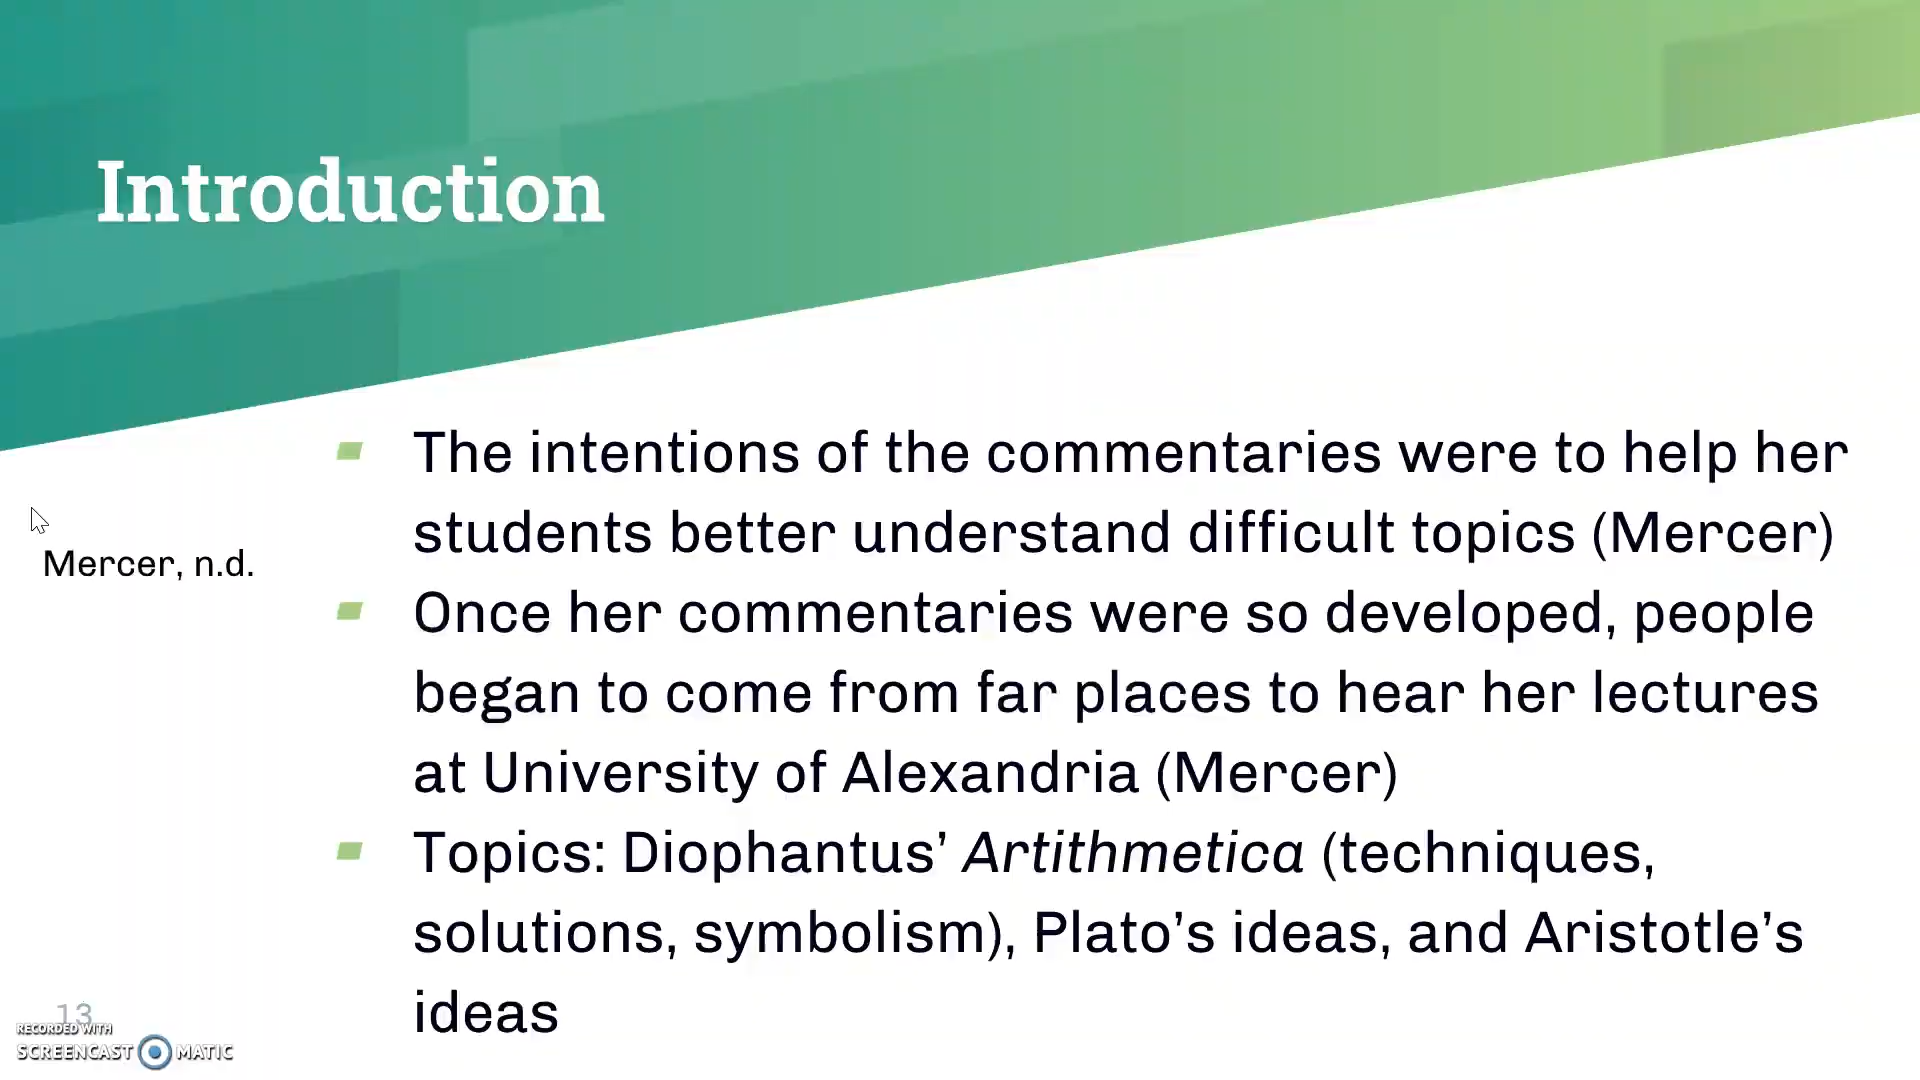 Introduction
Mercer, n.d.
The intentions of the commentaries were to help her
students better understand difficult topics (Mercer)
Once her commentaries were so developed, people
began to come from far places to hear her lectures
at University of Alexandria (Mercer)
Topics: Diophantus’ Artithmetica (techniques,
solutions, symbolism), Plato’s ideas, and Aristotle’s
ideas
13
RECORDED WITH
SCREENCAST MATIC